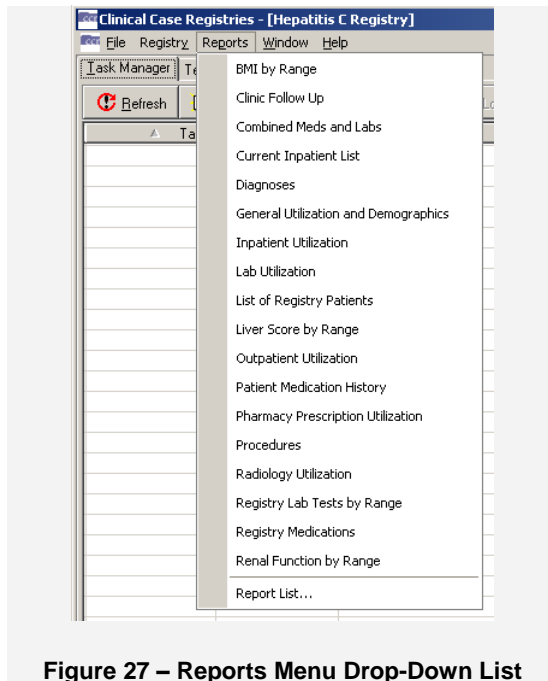 Clinical Case Registries - [Hepatitis C Registry]
File Registry Reports Window Help
Task Manager
Refresh
BMI by Range
Clinic Follow Up
Combined Meds and Labs
Current Inpatient List
Diagnoses
General Utilization and Demographics
Inpatient Utilization
Lab Utilization
List of Registry Patients
Liver Score by Range
Outpatient Utilization
Patient Medication History
Pharmacy Prescription Utilization
Procedures
Radiology Utilization
Registry Lab Tests by Range
Registry Medications
Renal Function by Range
Report List...
Figure 27 – Reports Menu Drop-Down List